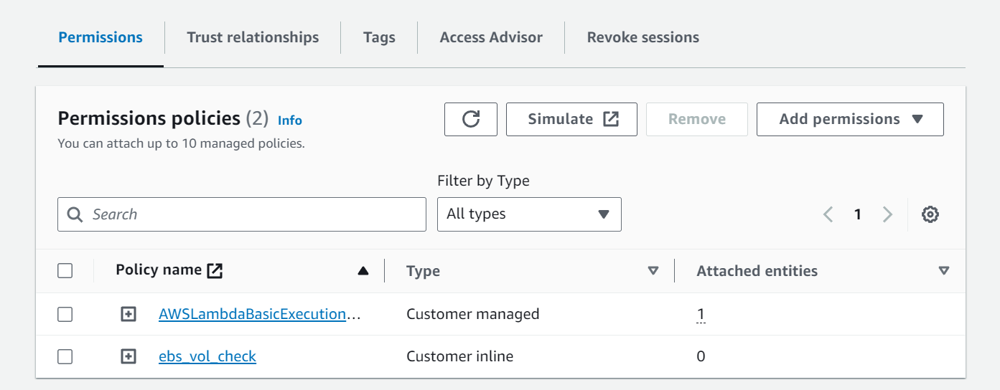 Permissions Trust relationships Tags Access Advisor Revoke sessions
Permissions policies (2) Info
You can attach up to 10 managed policies.
Simulate Remove Add permissions
Filter by Type
Search
All types
1
Policy name Type Attached entities
AWSLambdaBasicExecution... Customer managed 1
ebs_vol_check Customer inline 0